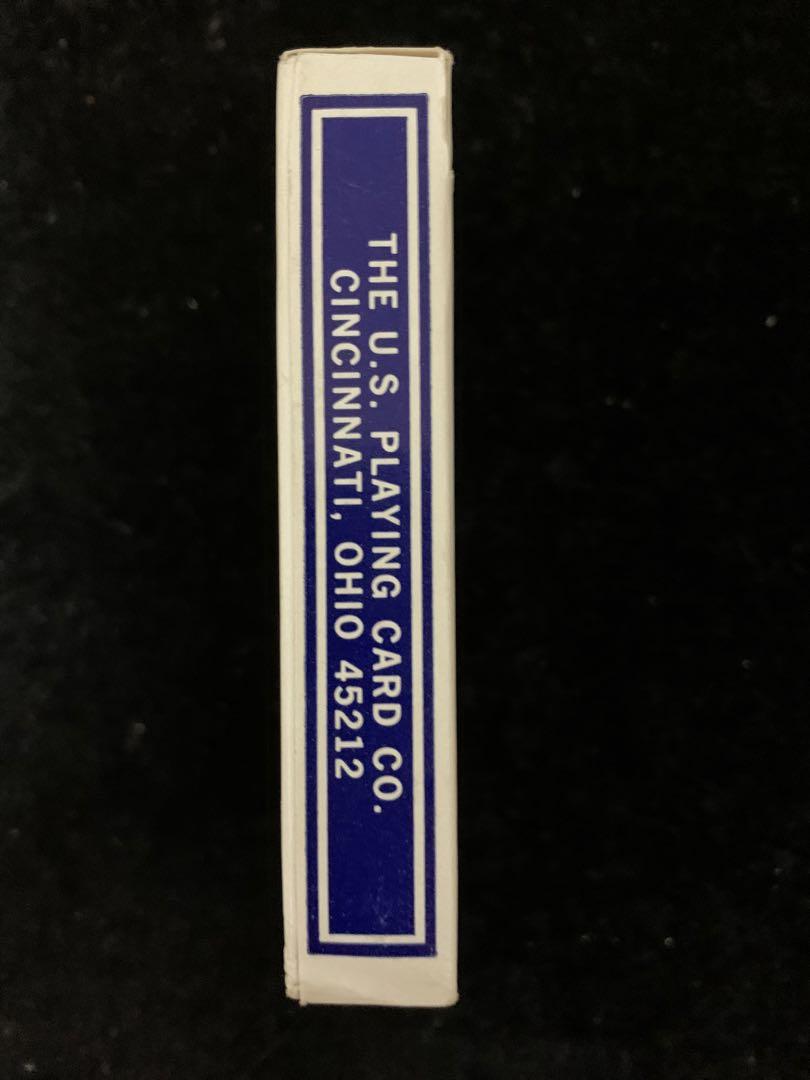 THE U.S. PLAYING CARD CO.
CINCINNATI, OHIO 45212